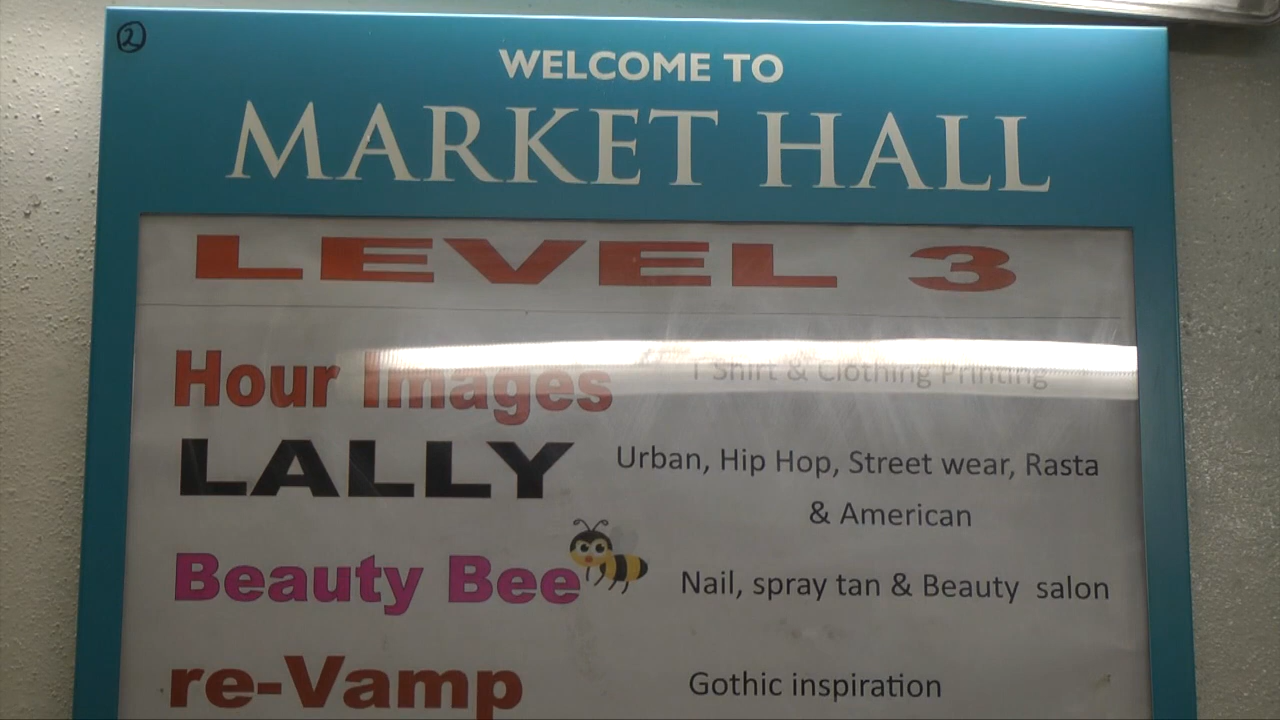 2
WELCOME TO
MARKET HALL
LEVEL 3
Hour Images T Shirt & Clothing Printing
LALLY Urban, Hip Hop, Street wear, Rasta
& American
Beauty Bee Nail, spray tan & Beauty salon
re-Vamp Gothic inspiration